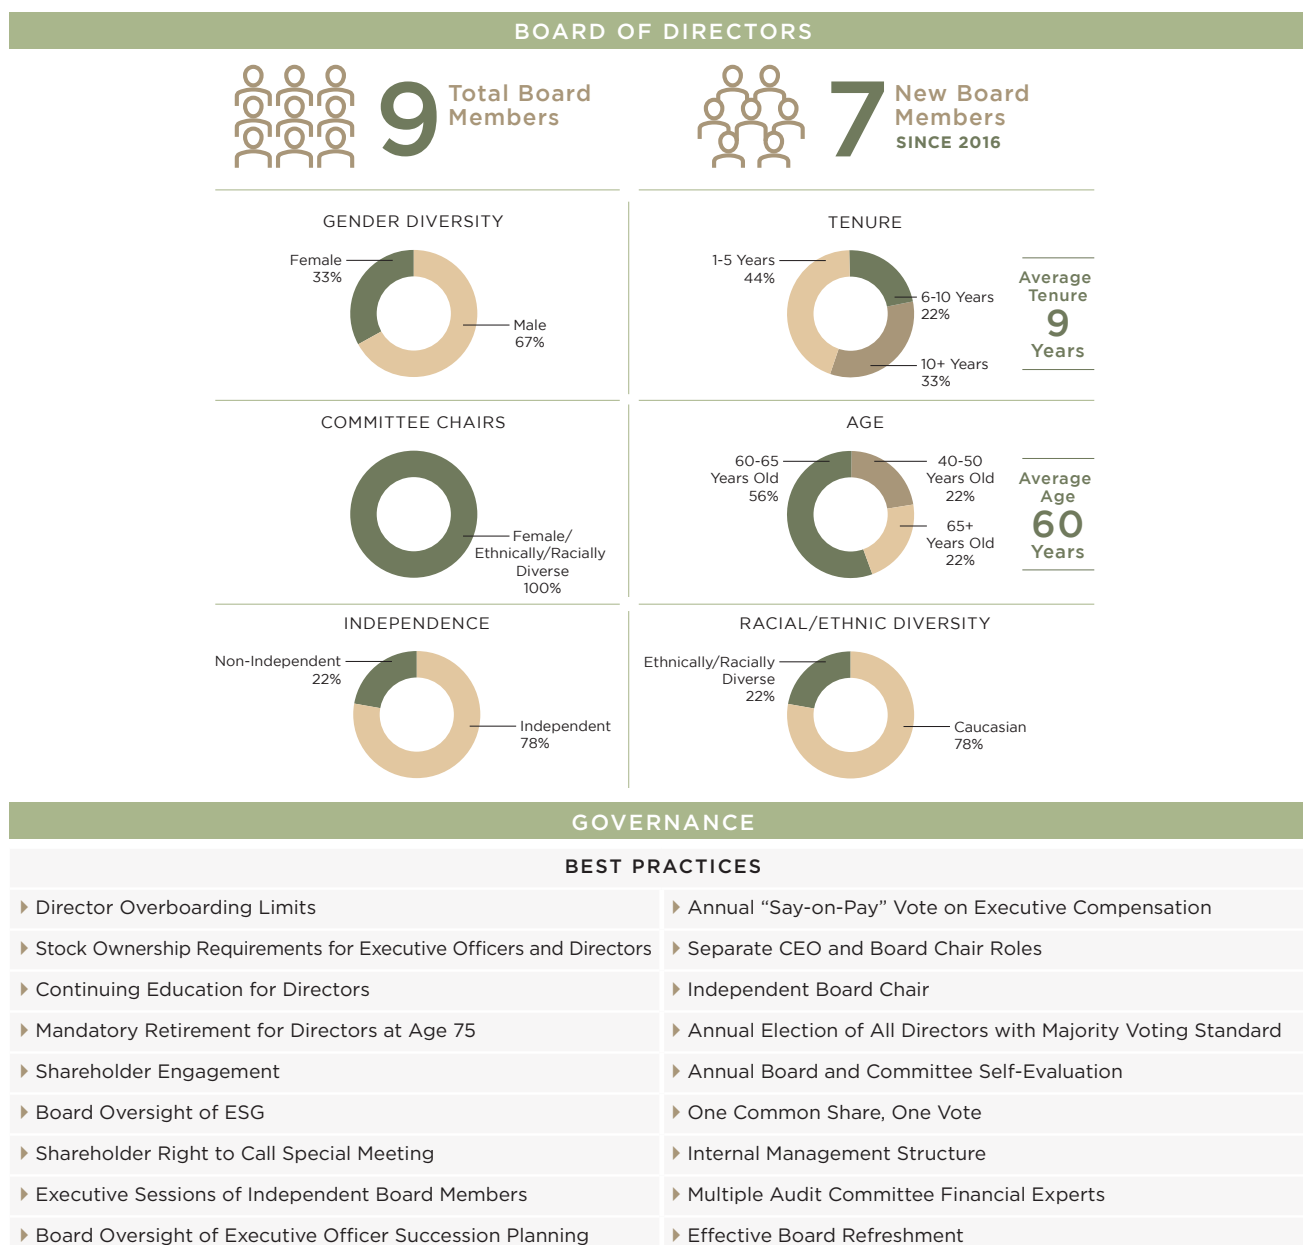 BOARD OF DIRECTORS
9
Total Board
Members
7
New Board
Members
SINCE 2016
GENDER DIVERSITY
Female
33%
Male
67%
TENURE
1-5 Years
44%
6-10 Years
22%
10+ Years
33%
Average
Tenure
9
Years
COMMITTEE CHAIRS
Female/
Ethnically/Racially
Diverse
100%
AGE
60-65
Years Old
56%
40-50
Years Old
22%
65+
Years Old
22%
Average
Age
60
Years
INDEPENDENCE
Non-Independent
22%
Independent
78%
RACIAL/ETHNIC DIVERSITY
Ethnically/Racially
Diverse
22%
Caucasian
78%
GOVERNANCE
BEST PRACTICES
Director Overboarding Limits
Annual “Say-on-Pay” Vote on Executive Compensation
Stock Ownership Requirements for Executive Officers and Directors
Separate CEO and Board Chair Roles
Continuing Education for Directors
Independent Board Chair
Mandatory Retirement for Directors at Age 75
Annual Election of All Directors with Majority Voting Standard
Shareholder Engagement
Annual Board and Committee Self-Evaluation
Board Oversight of ESG
One Common Share, One Vote
Shareholder Right to Call Special Meeting
Internal Management Structure
Executive Sessions of Independent Board Members
Multiple Audit Committee Financial Experts
Board Oversight of Executive Officer Succession Planning
Effective Board Refreshment